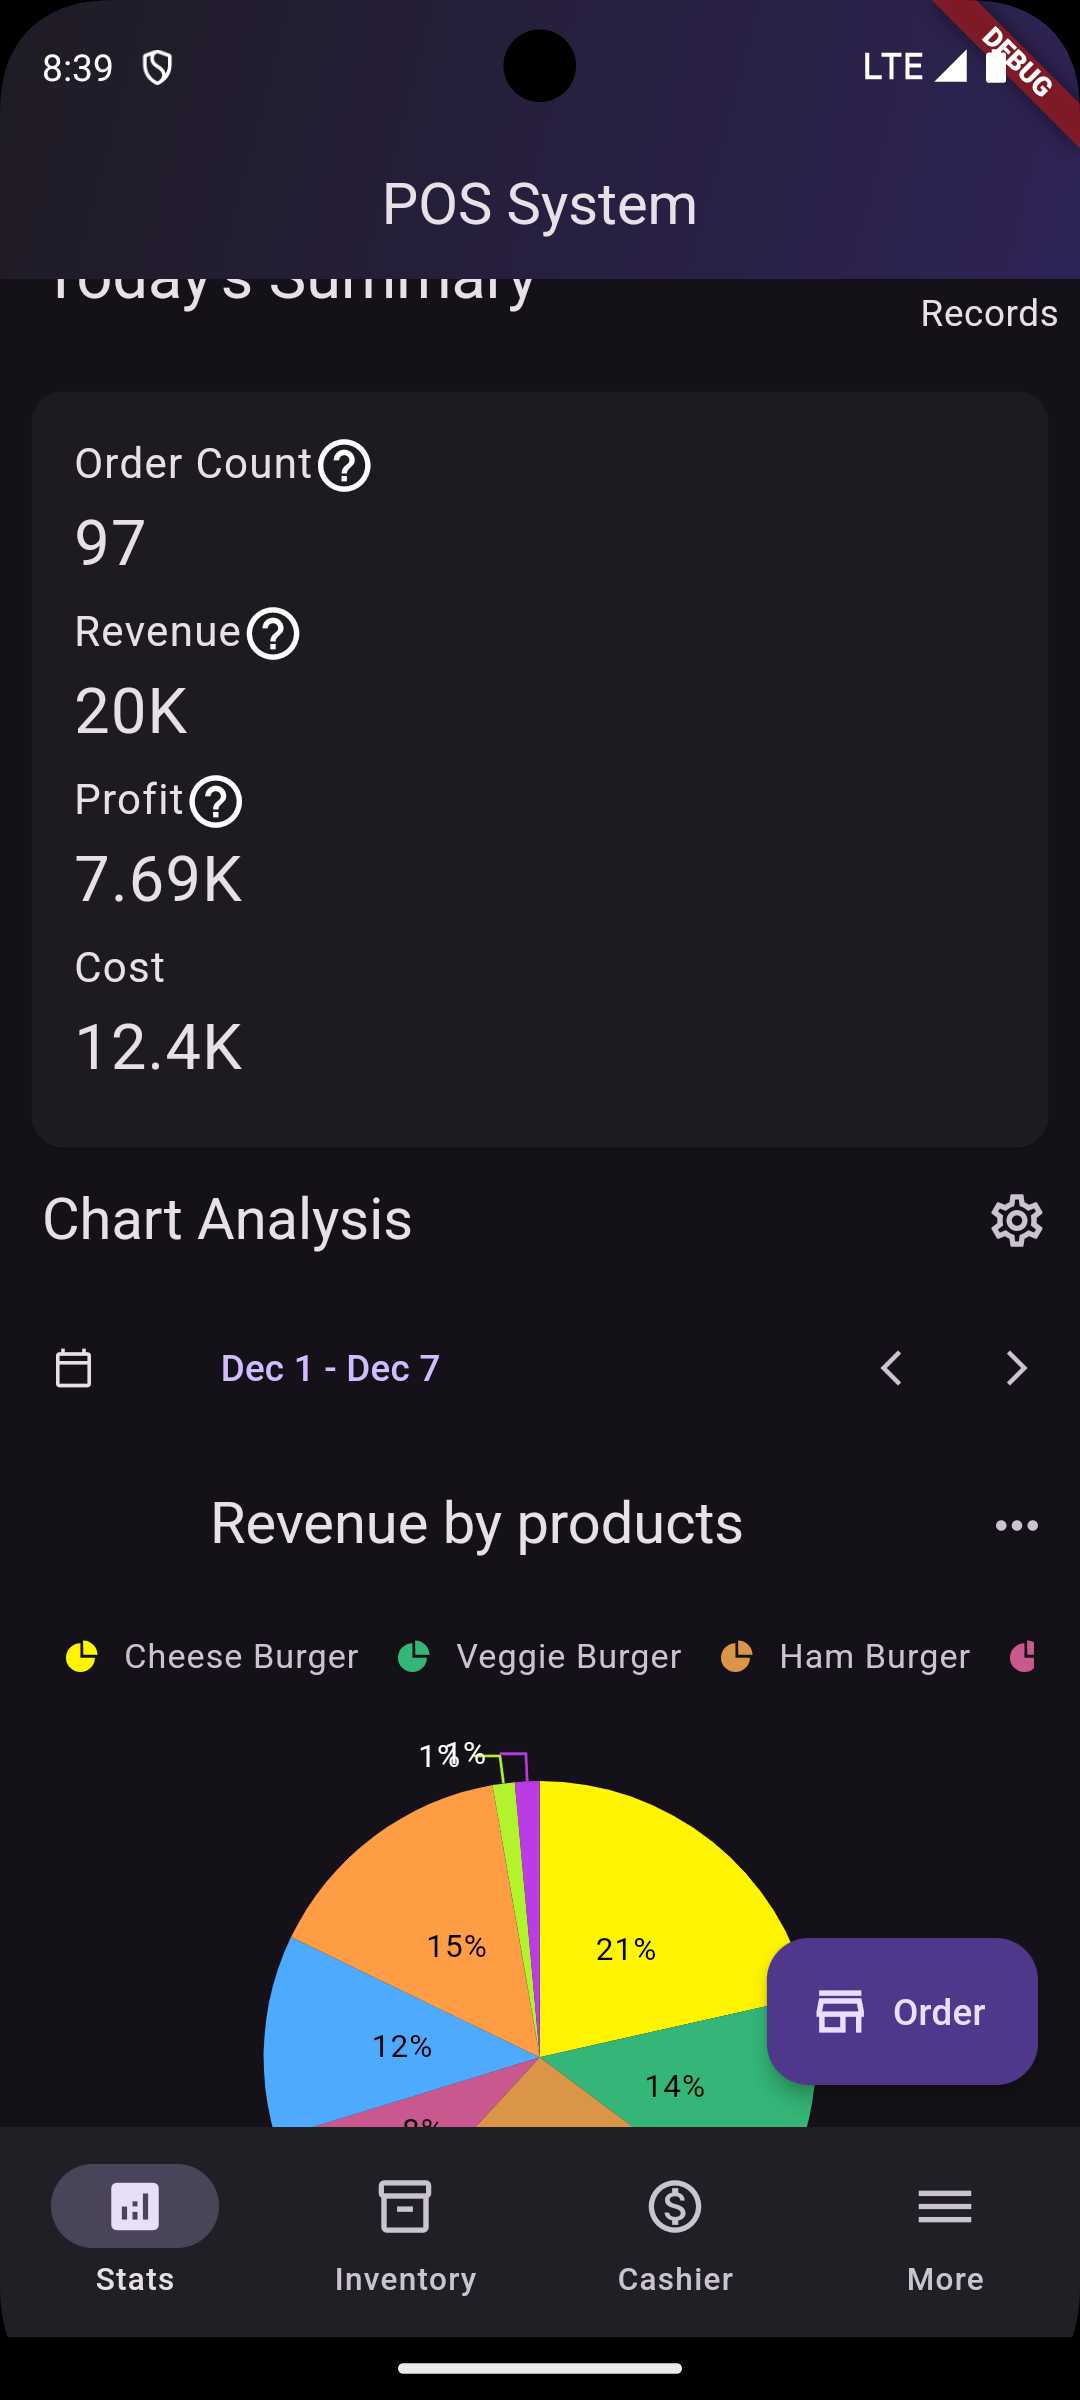 8:39
LTE
DEBUG
POS System
Today's Summary
Records
Order Count
97
Revenue
20K
Profit
7.69K
Cost
12.4K
Chart Analysis
Dec 1 - Dec 7
Revenue by products
Cheese Burger Veggie Burger Ham Burger
1% 1%
15% 21%
12%
14%
8%
Order
Stats Inventory Cashier More